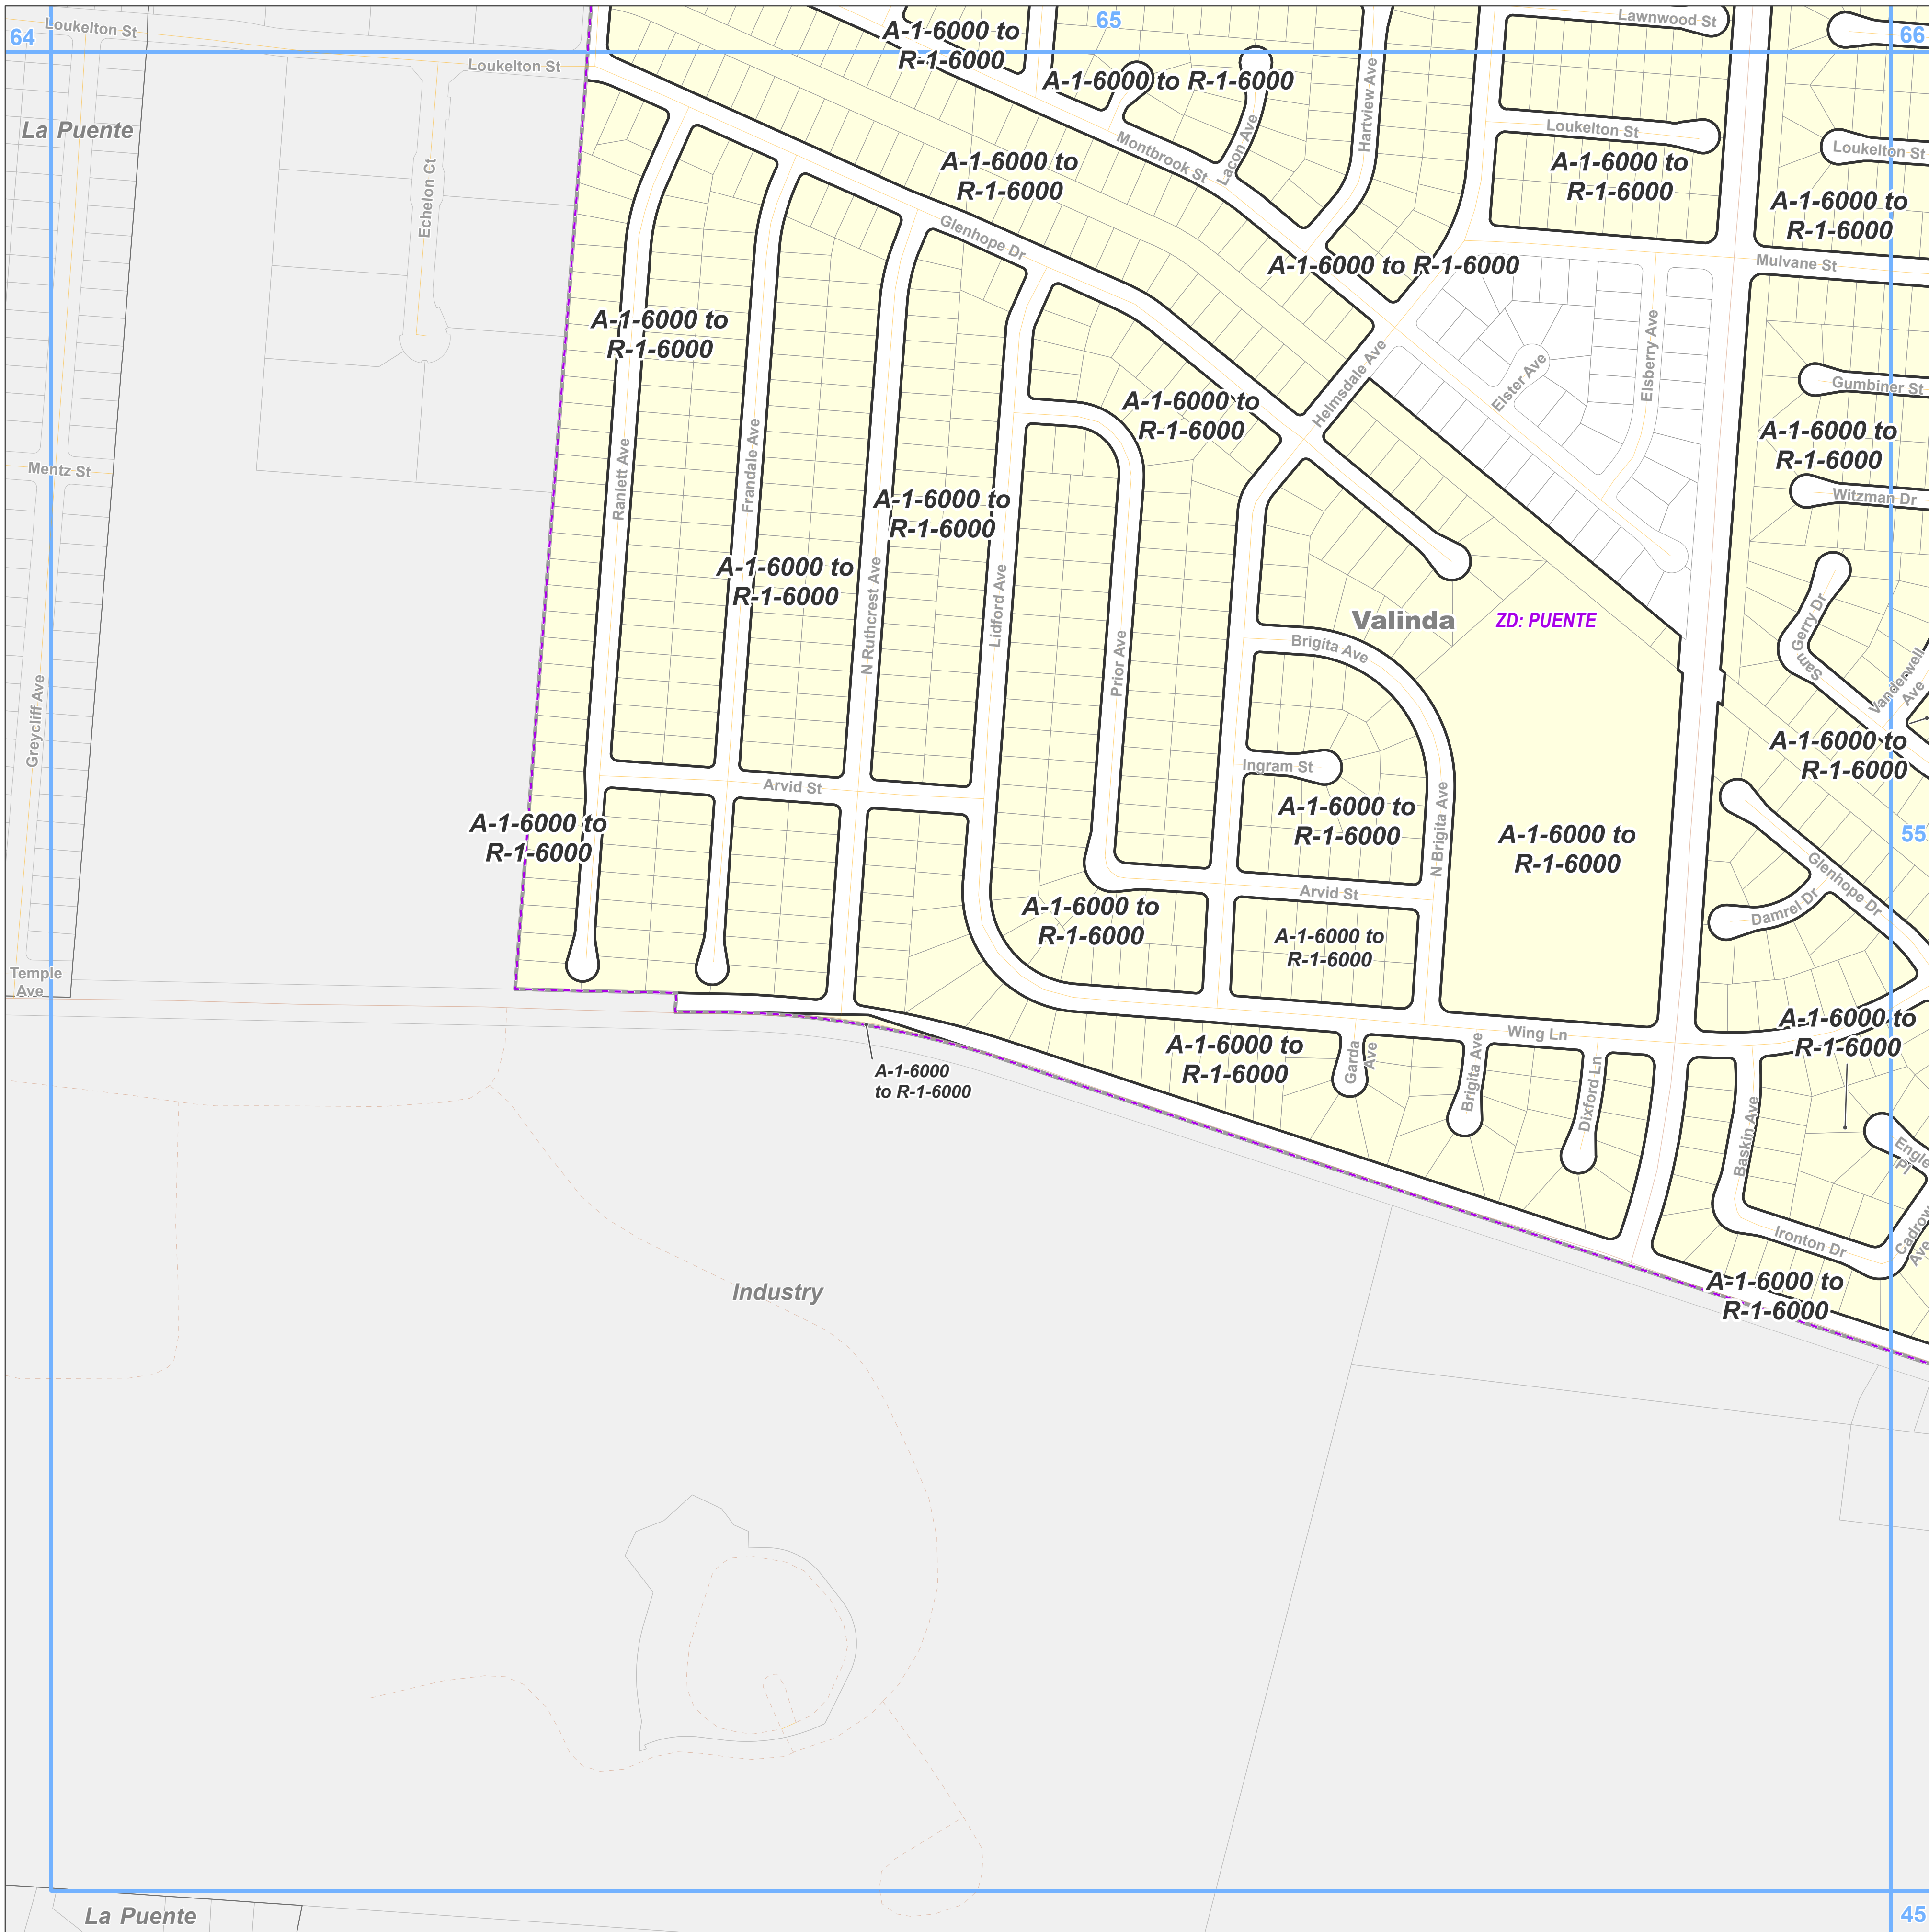 Loukelton St
64
65
66
Lawnwood St
A-1-6000 to
R-1-6000
Loukelton St
A-1-6000 to R-1-6000
La Puente
Hartview Ave
Loukelton St
Loukelton St
Montbrook St
Lacon Ave
A-1-6000 to
R-1-6000
A-1-6000 to
R-1-6000
A-1-6000 to
R-1-6000
Echelon Ct
Glenhope Dr
A-1-6000 to R-1-6000
Mulvane St
A-1-6000 to
R-1-6000
Helmsdale Ave
Elster Ave
Elsberry Ave
Gumbiner St
A-1-6000 to
R-1-6000
A-1-6000 to
R-1-6000
Mentz St
Ranlett Ave
Frandale Ave
A-1-6000 to
R-1-6000
Witzman Dr
A-1-6000 to
R-1-6000
N Ruthcrest Ave
Lidford Ave
Prior Ave
Valinda
ZD: PUENTE
Brigita Ave
Sam
Gerry Dr
Vanderwell
Ave
Greycliff Ave
A-1-6000 to
R-1-6000
Ingram St
Arvid St
A-1-6000 to
R-1-6000
A-1-6000 to
R-1-6000
N Brigita Ave
A-1-6000 to
R-1-6000
55
Glenhope Dr
Damrel Dr
Arvid St
A-1-6000 to
R-1-6000
A-1-6000 to
R-1-6000
Temple
Ave
A-1-6000 to
R-1-6000
Wing Ln
A-1-6000 to
R-1-6000
Garda
Ave
Brigita Ave
Dixford Ln
Baskin Ave
A-1-6000
to R-1-6000
Engle
Pl
Cadrow
Ave
Ironton Dr
A-1-6000 to
R-1-6000
Industry
La Puente
45